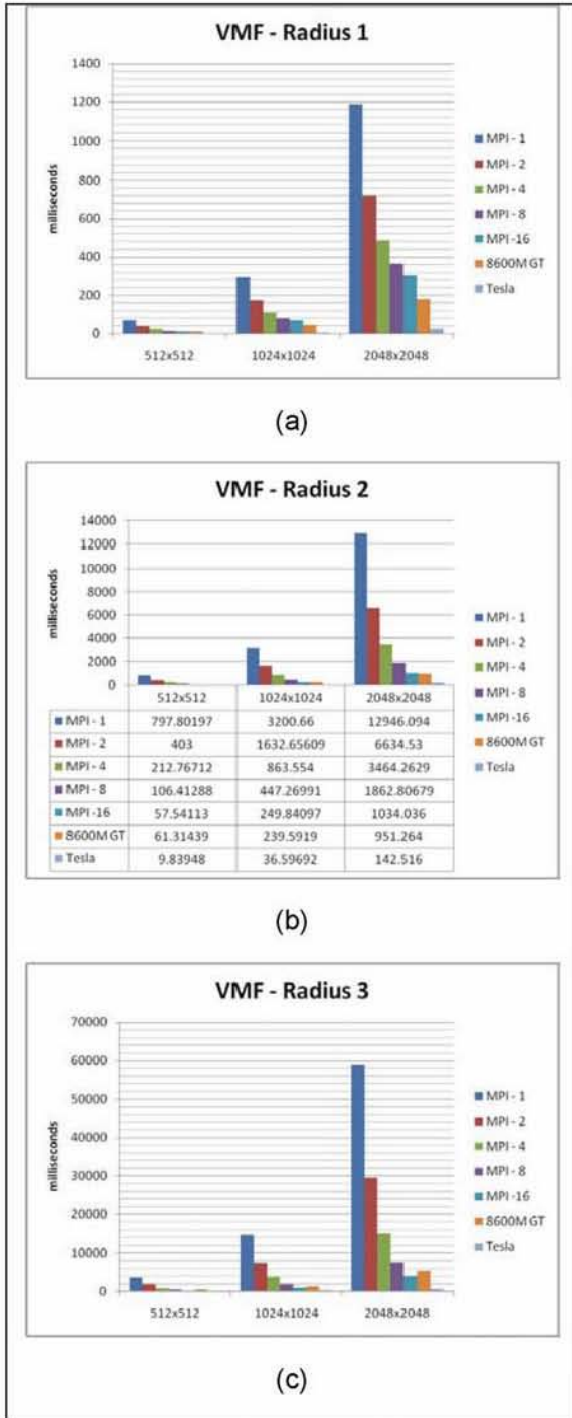 VMF - Radius 1
1400
1200
1000
800
600
400
200
0
milliseconds
512x512 1024x1024 2048x2048
MPI - 1
MPI - 2
MPI - 4
MPI - 8
MPI -16
8600M GT
Tesla
(a)
VMF - Radius 2
14000
12000
10000
8000
6000
4000
2000
0
milliseconds
MPI - 1
MPI - 2
MPI - 4
MPI - 8
MPI -16
8600M GT
Tesla
512x512 1024x1024 2048x2048
MPI - 1 797.80197 3200.66 12946.094
MPI - 2 403 1632.65609 6634.53
MPI - 4 212.76712 863.554 3464.2629
MPI - 8 106.41288 447.26991 1862.80679
MPI -16 57.54113 249.84097 1034.036
8600M GT 61.31439 239.5919 951.264
Tesla 9.83948 36.59692 142.516
(b)
VMF - Radius 3
70000
60000
50000
40000
30000
20000
10000
0
milliseconds
512x512 1024x1024 2048x2048
MPI - 1
MPI - 2
MPI - 4
MPI - 8
MPI -16
8600M GT
Tesla
(c)